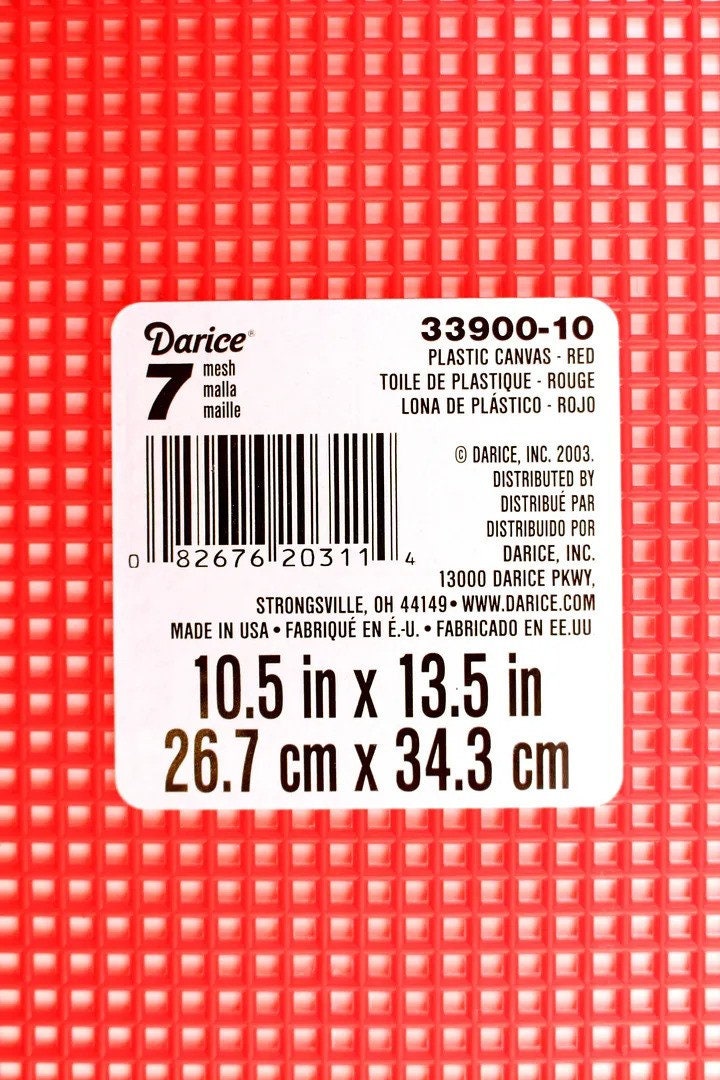 Darice®
7 mesh
malla
maille
33900-10
PLASTIC CANVAS - RED
TOILE DE PLASTIQUE - ROUGE
LONA DE PLÁSTICO - ROJO
© DARICE, INC. 2003.
DISTRIBUTED BY
DISTRIBUÉ PAR
DISTRIBUIDO POR
DARICE, INC.
13000 DARICE PKWY,
STRONGSVILLE, OH 44149 • WWW.DARICE.COM
0 82676 20311 4
MADE IN USA • FABRIQUÉ EN É.-U. • FABRICADO EN EE.UU
10.5 in x 13.5 in
26.7 cm x 34.3 cm